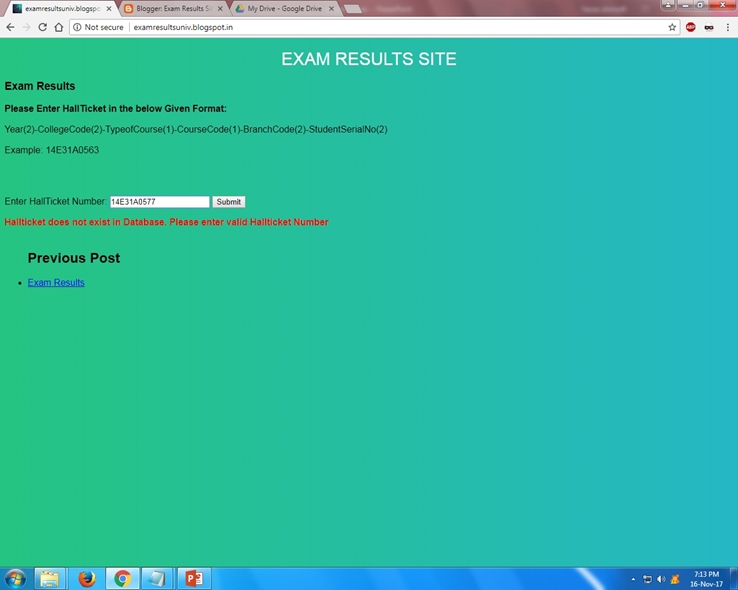 examresultsuniv.blogspo
Blogger: Exam Results Si
My Drive - Google Drive
Not secure
examresultsuniv.blogspot.in
ABP
EXAM RESULTS SITE
Exam Results
Please Enter HallTicket in the below Given Format:
Year(2)-CollegeCode(2)-TypeofCourse(1)-CourseCode(1)-BranchCode(2)-StudentSerialNo(2)
Example: 14E31A0563
Enter HallTicket Number: 14E31A0577 Submit
Hallticket does not exist in Database. Please enter valid Hallticket Number
Previous Post
Exam Results
7:13 PM
16-Nov-17